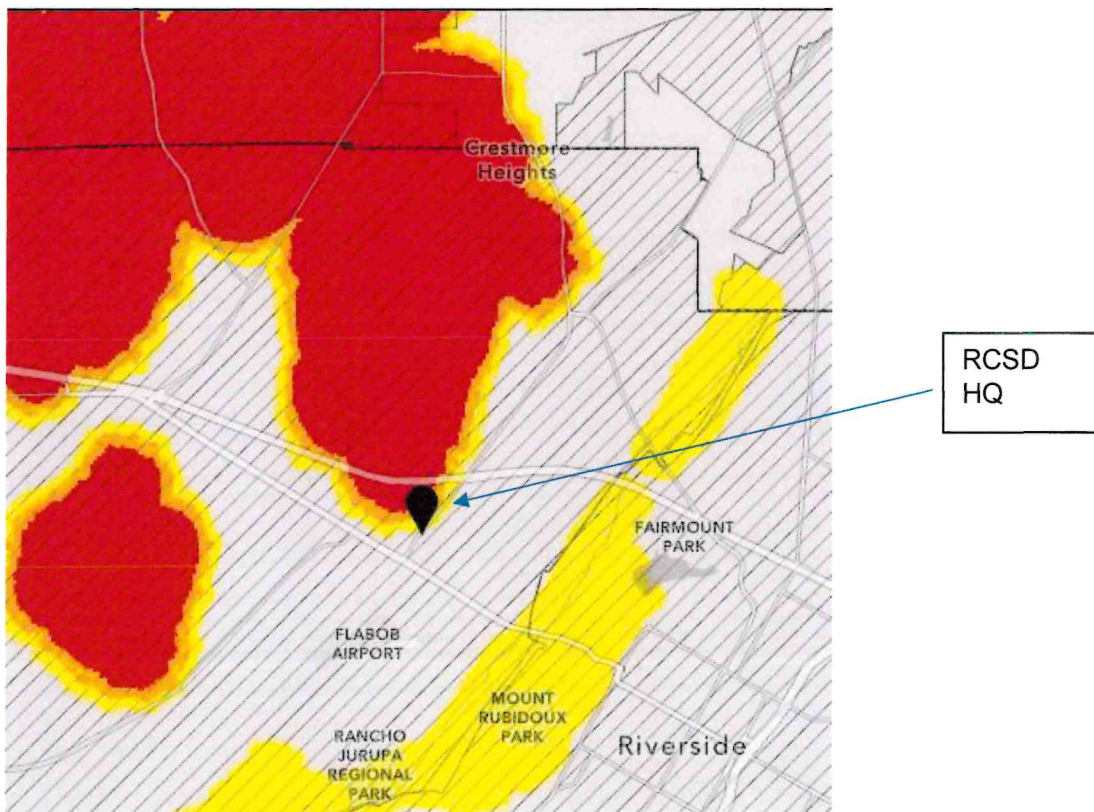 Crestmore
Heights
RCSD
HQ
FAIRMOUNT
PARK
FLABOB
AIRPORT
MOUNT
RUBIDOUX
PARK
RANCHO
JURUPA
REGIONAL
PARK
Riverside